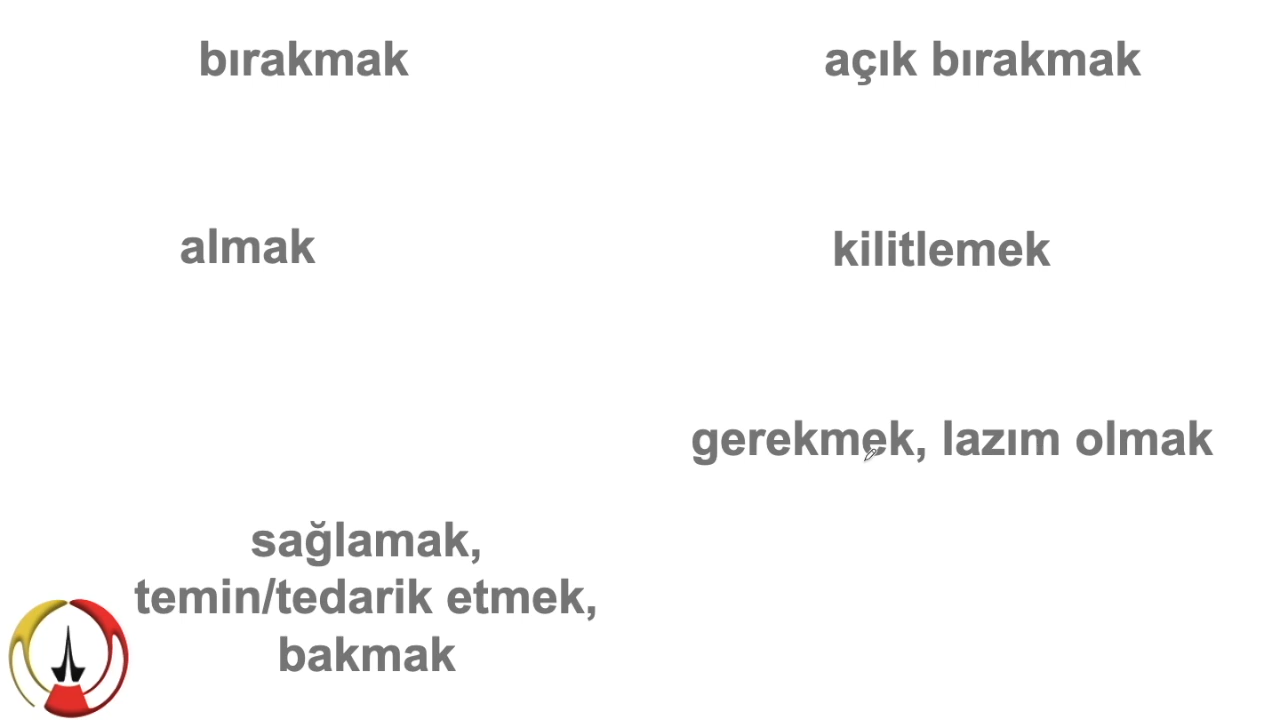 bırakmak
açık bırakmak
almak
kilitlemek
gerekmek, lazım olmak
sağlamak,
temin/tedarik etmek,
bakmak